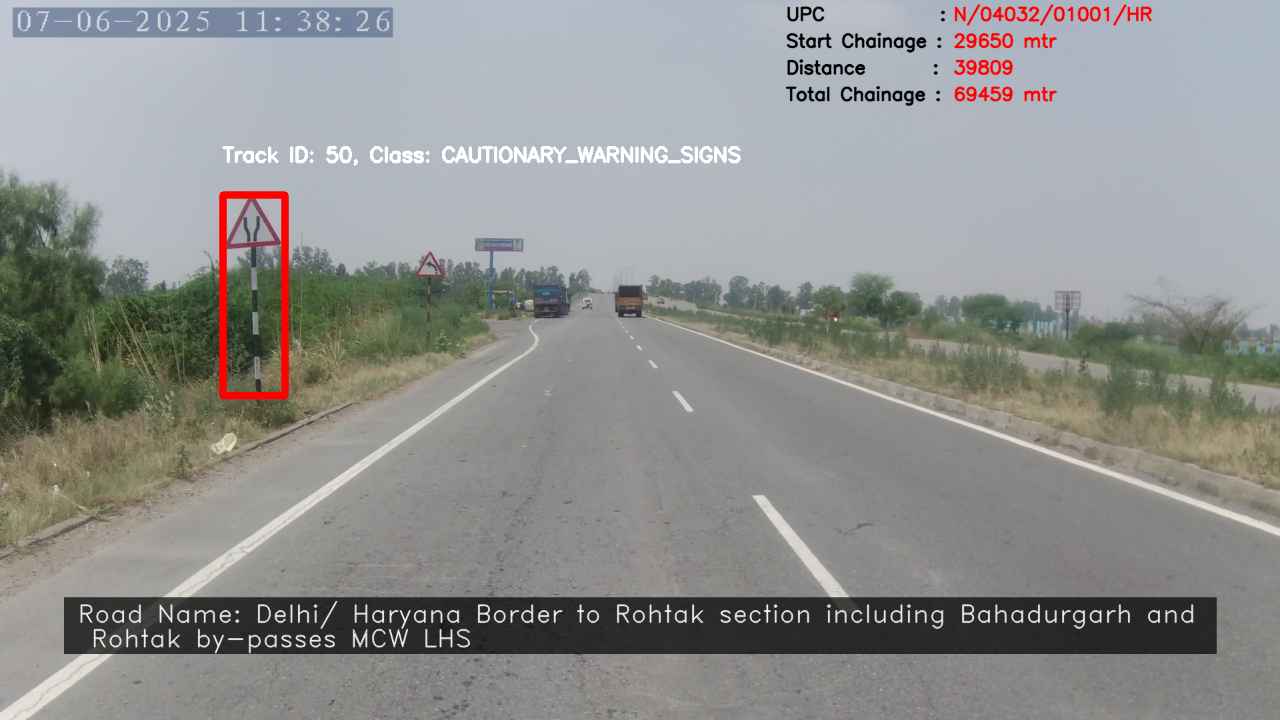 07-06-2025 11:38:26
UPC : N/04032/01001/HR
Start Chainage : 29650 mtr
Distance : 39809
Total Chainage : 69459 mtr
Track ID: 50, Class: CAUTIONARY_WARNING_SIGNS
Road Name: Delhi/ Haryana Border to Rohtak section including Bahadurgarh and
Rohtak by-passes MCW LHS